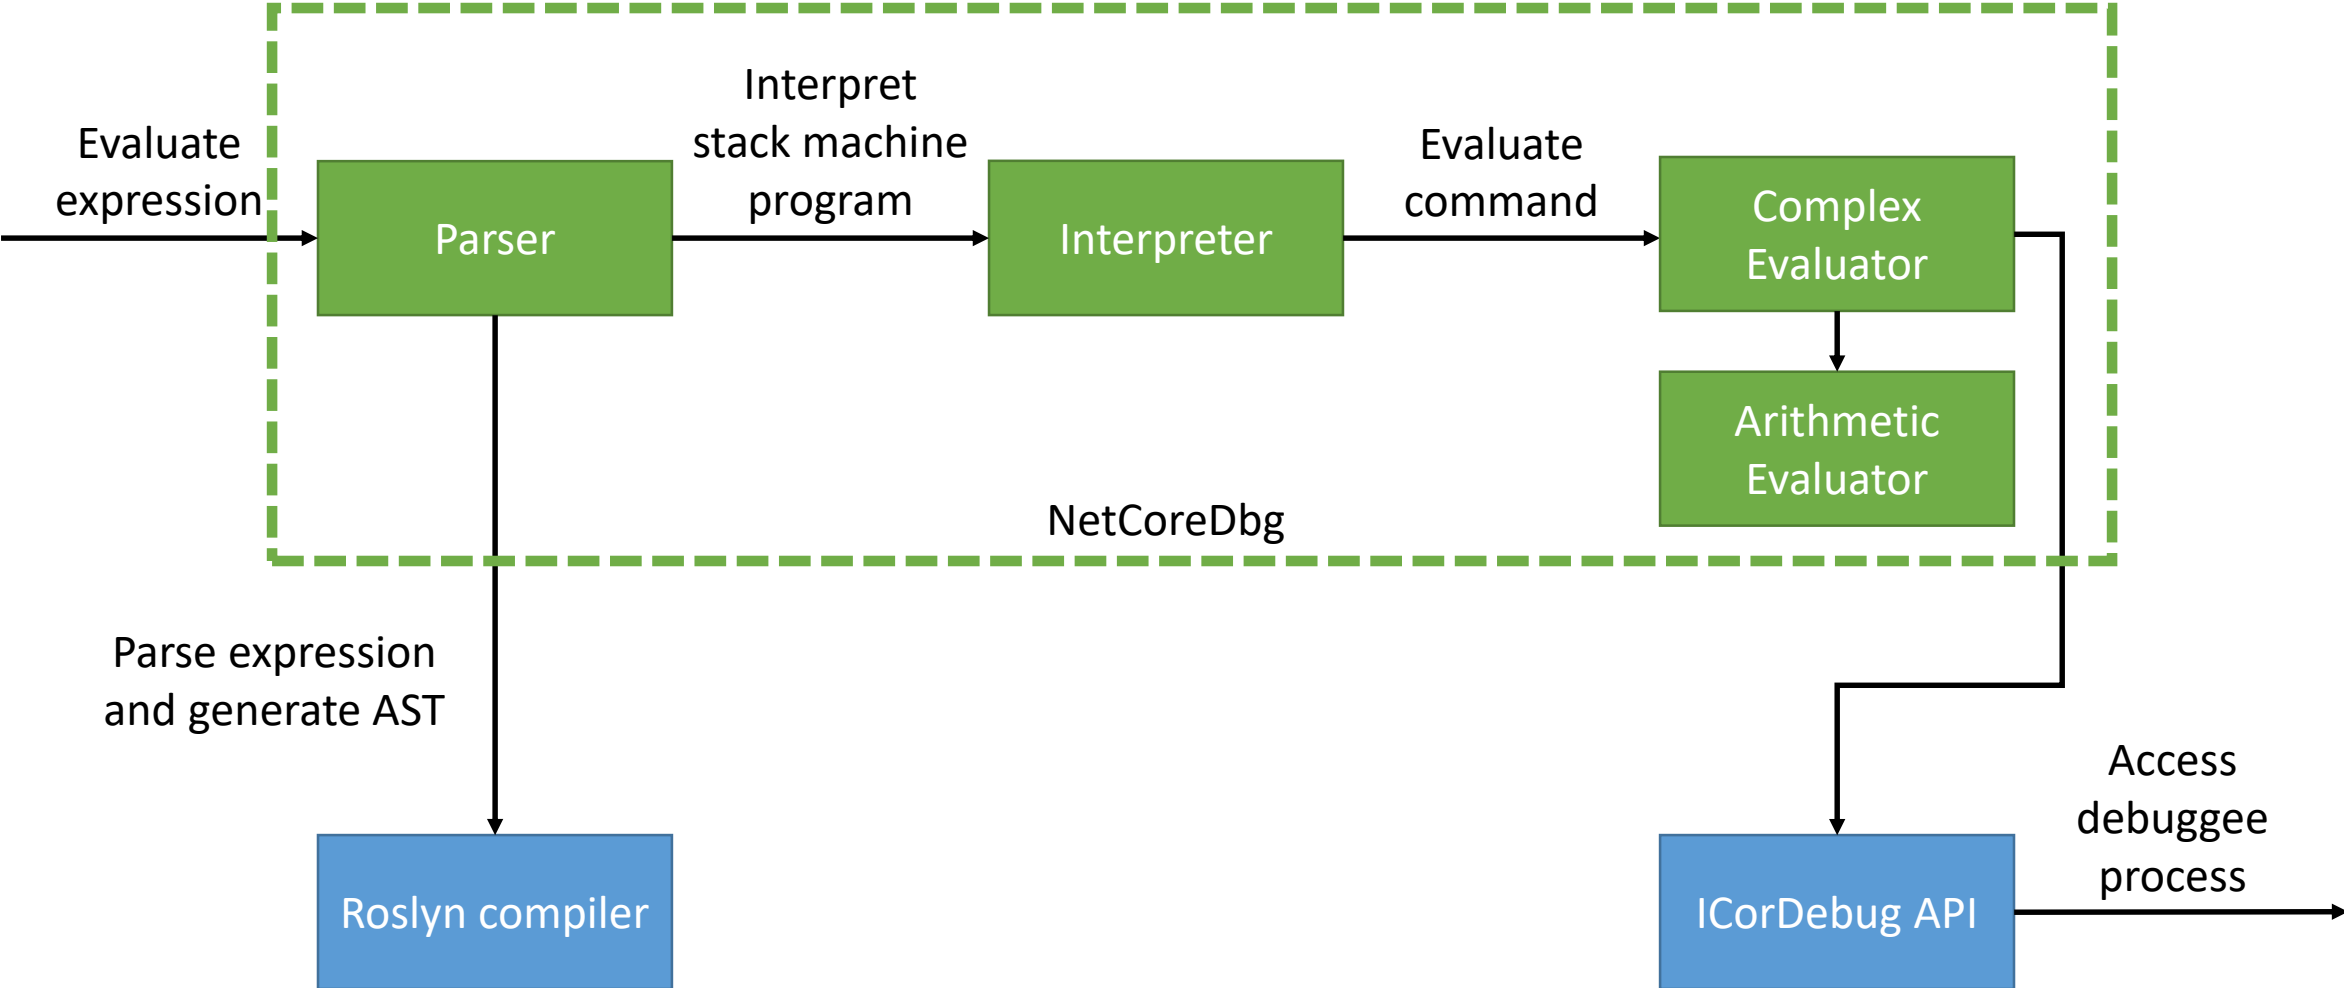 Evaluate
expression
Parser
Interpret
stack machine
program
Interpreter
Evaluate
command
Complex
Evaluator
Arithmetic
Evaluator
NetCoreDbg
Parse expression
and generate AST
Roslyn compiler
ICorDebug API
Access
debuggee
process